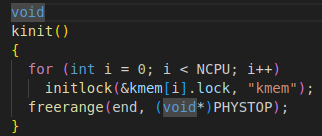 void
kinit()
{
  for (int i = 0; i < NCPU; i++)
    initlock(&kmem[i].lock, "kmem");
  freerange(end, (void*)PHYSTOP);
}